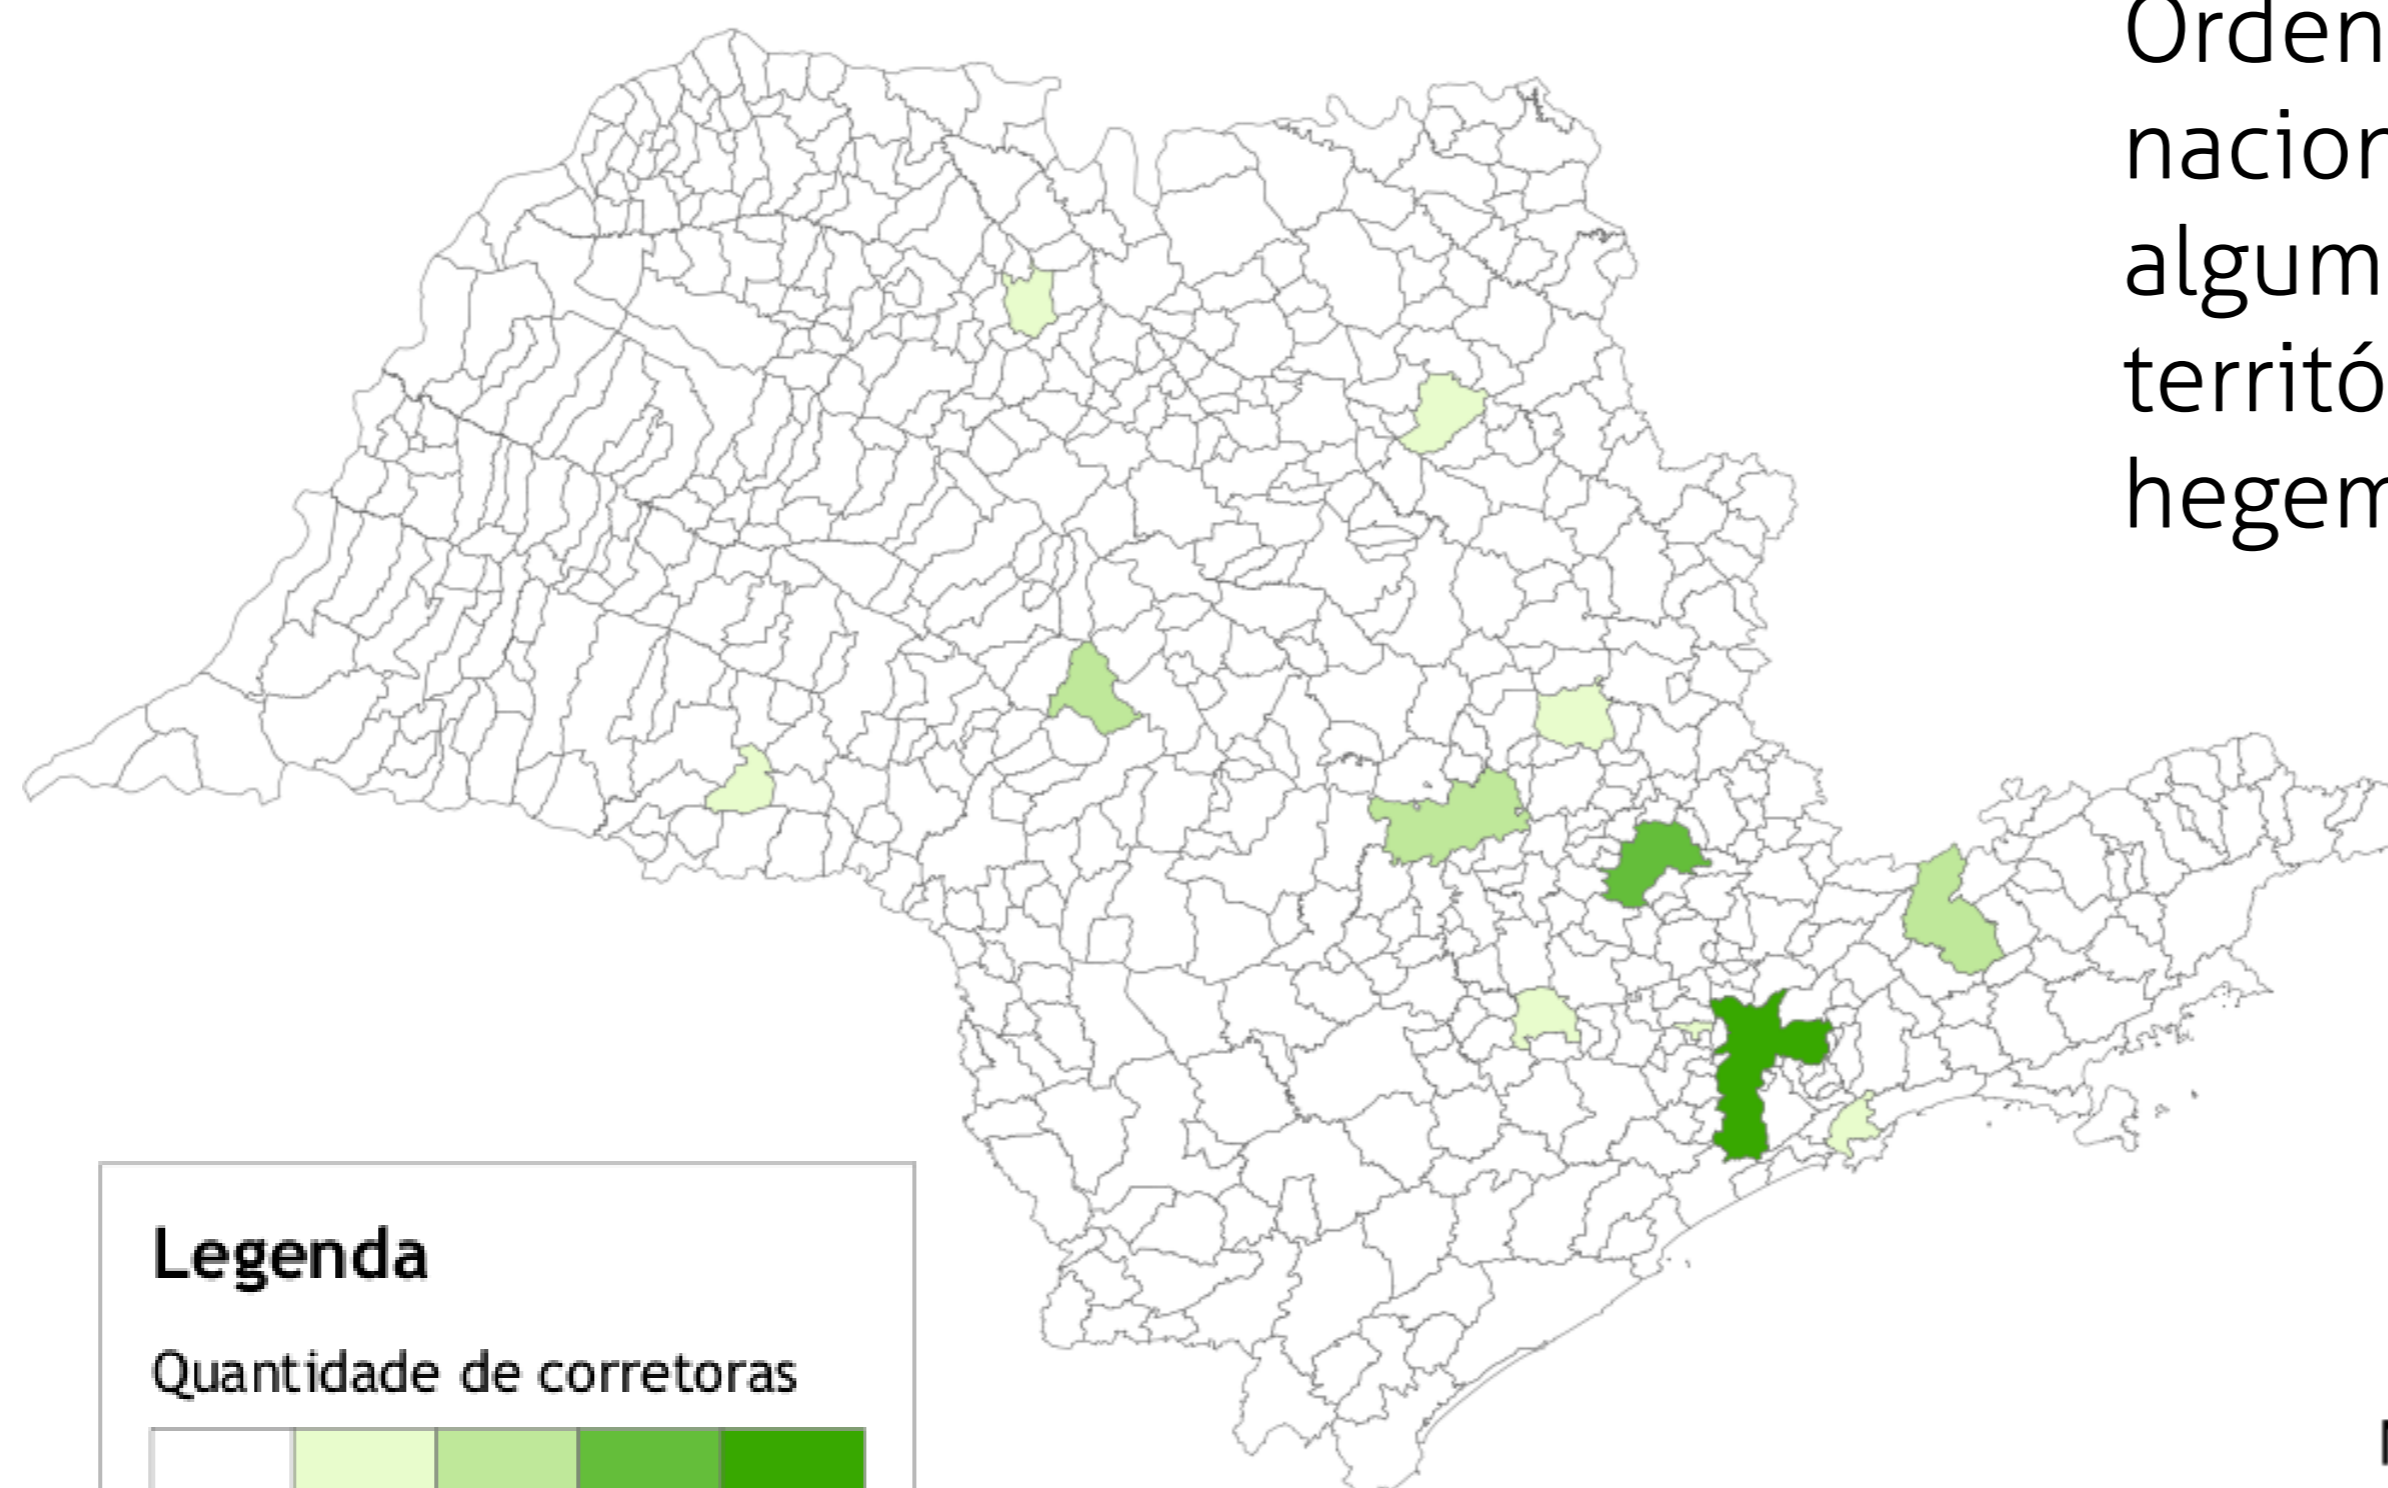 Orden
nacion
algum
territó
hegem
Legenda
Quantidade de corretoras